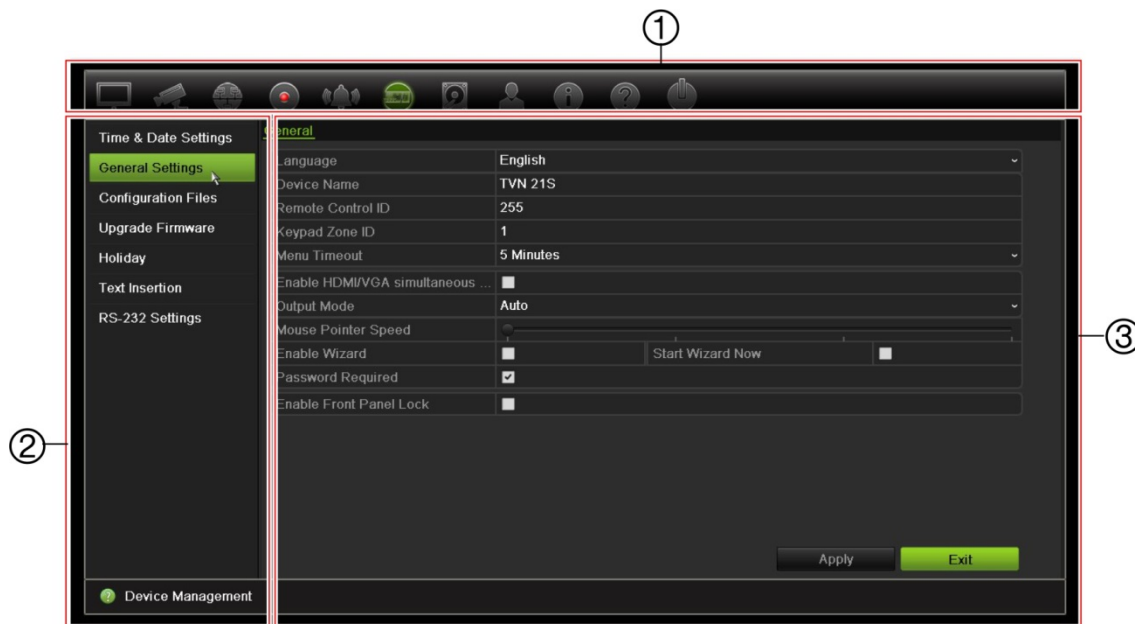 ①
Time & Date Settings
General Settings
Configuration Files
Upgrade Firmware
Holiday
Text Insertion
RS-232 Settings
Device Management
②
General
Language English
Device Name TVN 21S
Remote Control ID 255
Keypad Zone ID 1
Menu Timeout 5 Minutes
Enable HDMI/VGA simultaneous ...
Output Mode Auto
Mouse Pointer Speed
Enable Wizard Start Wizard Now
Password Required
Enable Front Panel Lock
Apply Exit
③